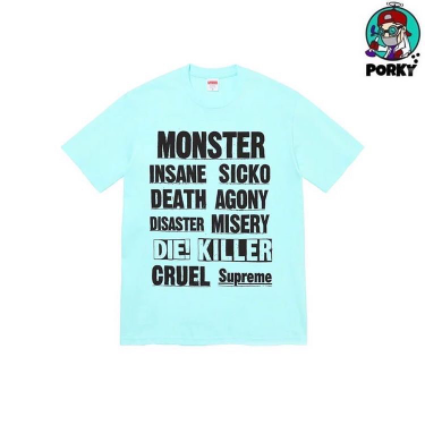 PORKY
MONSTER
INSANE SICKO
DEATH AGONY
DISASTER MISERY
DIE! KILLER
CRUEL Supreme